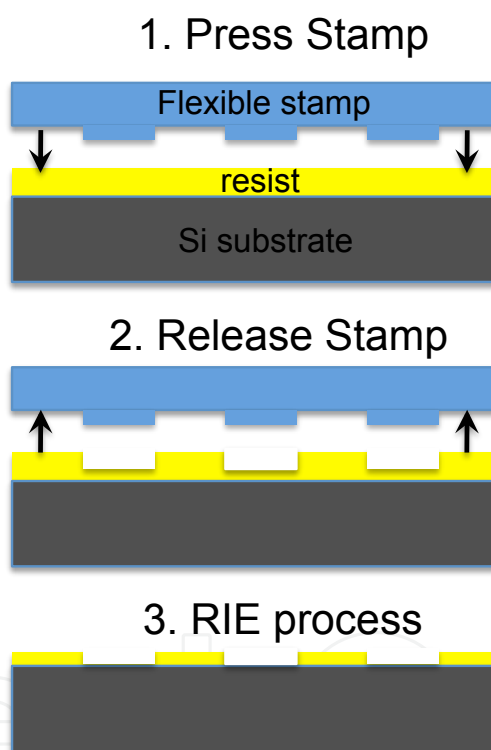 1. Press Stamp
Flexible stamp
resist
Si substrate
2. Release Stamp
3. RIE process